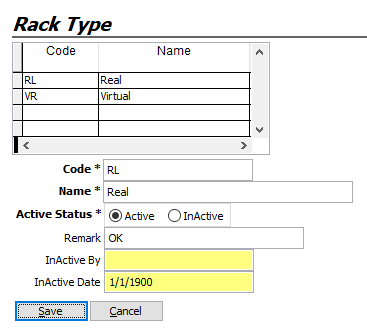 Rack Type
Code Name
RL Real
VR Virtual
Code * RL
Name * Real
Active Status * Active InActive
Remark OK
InActive By
InActive Date 1/1/1900
Save Cancel